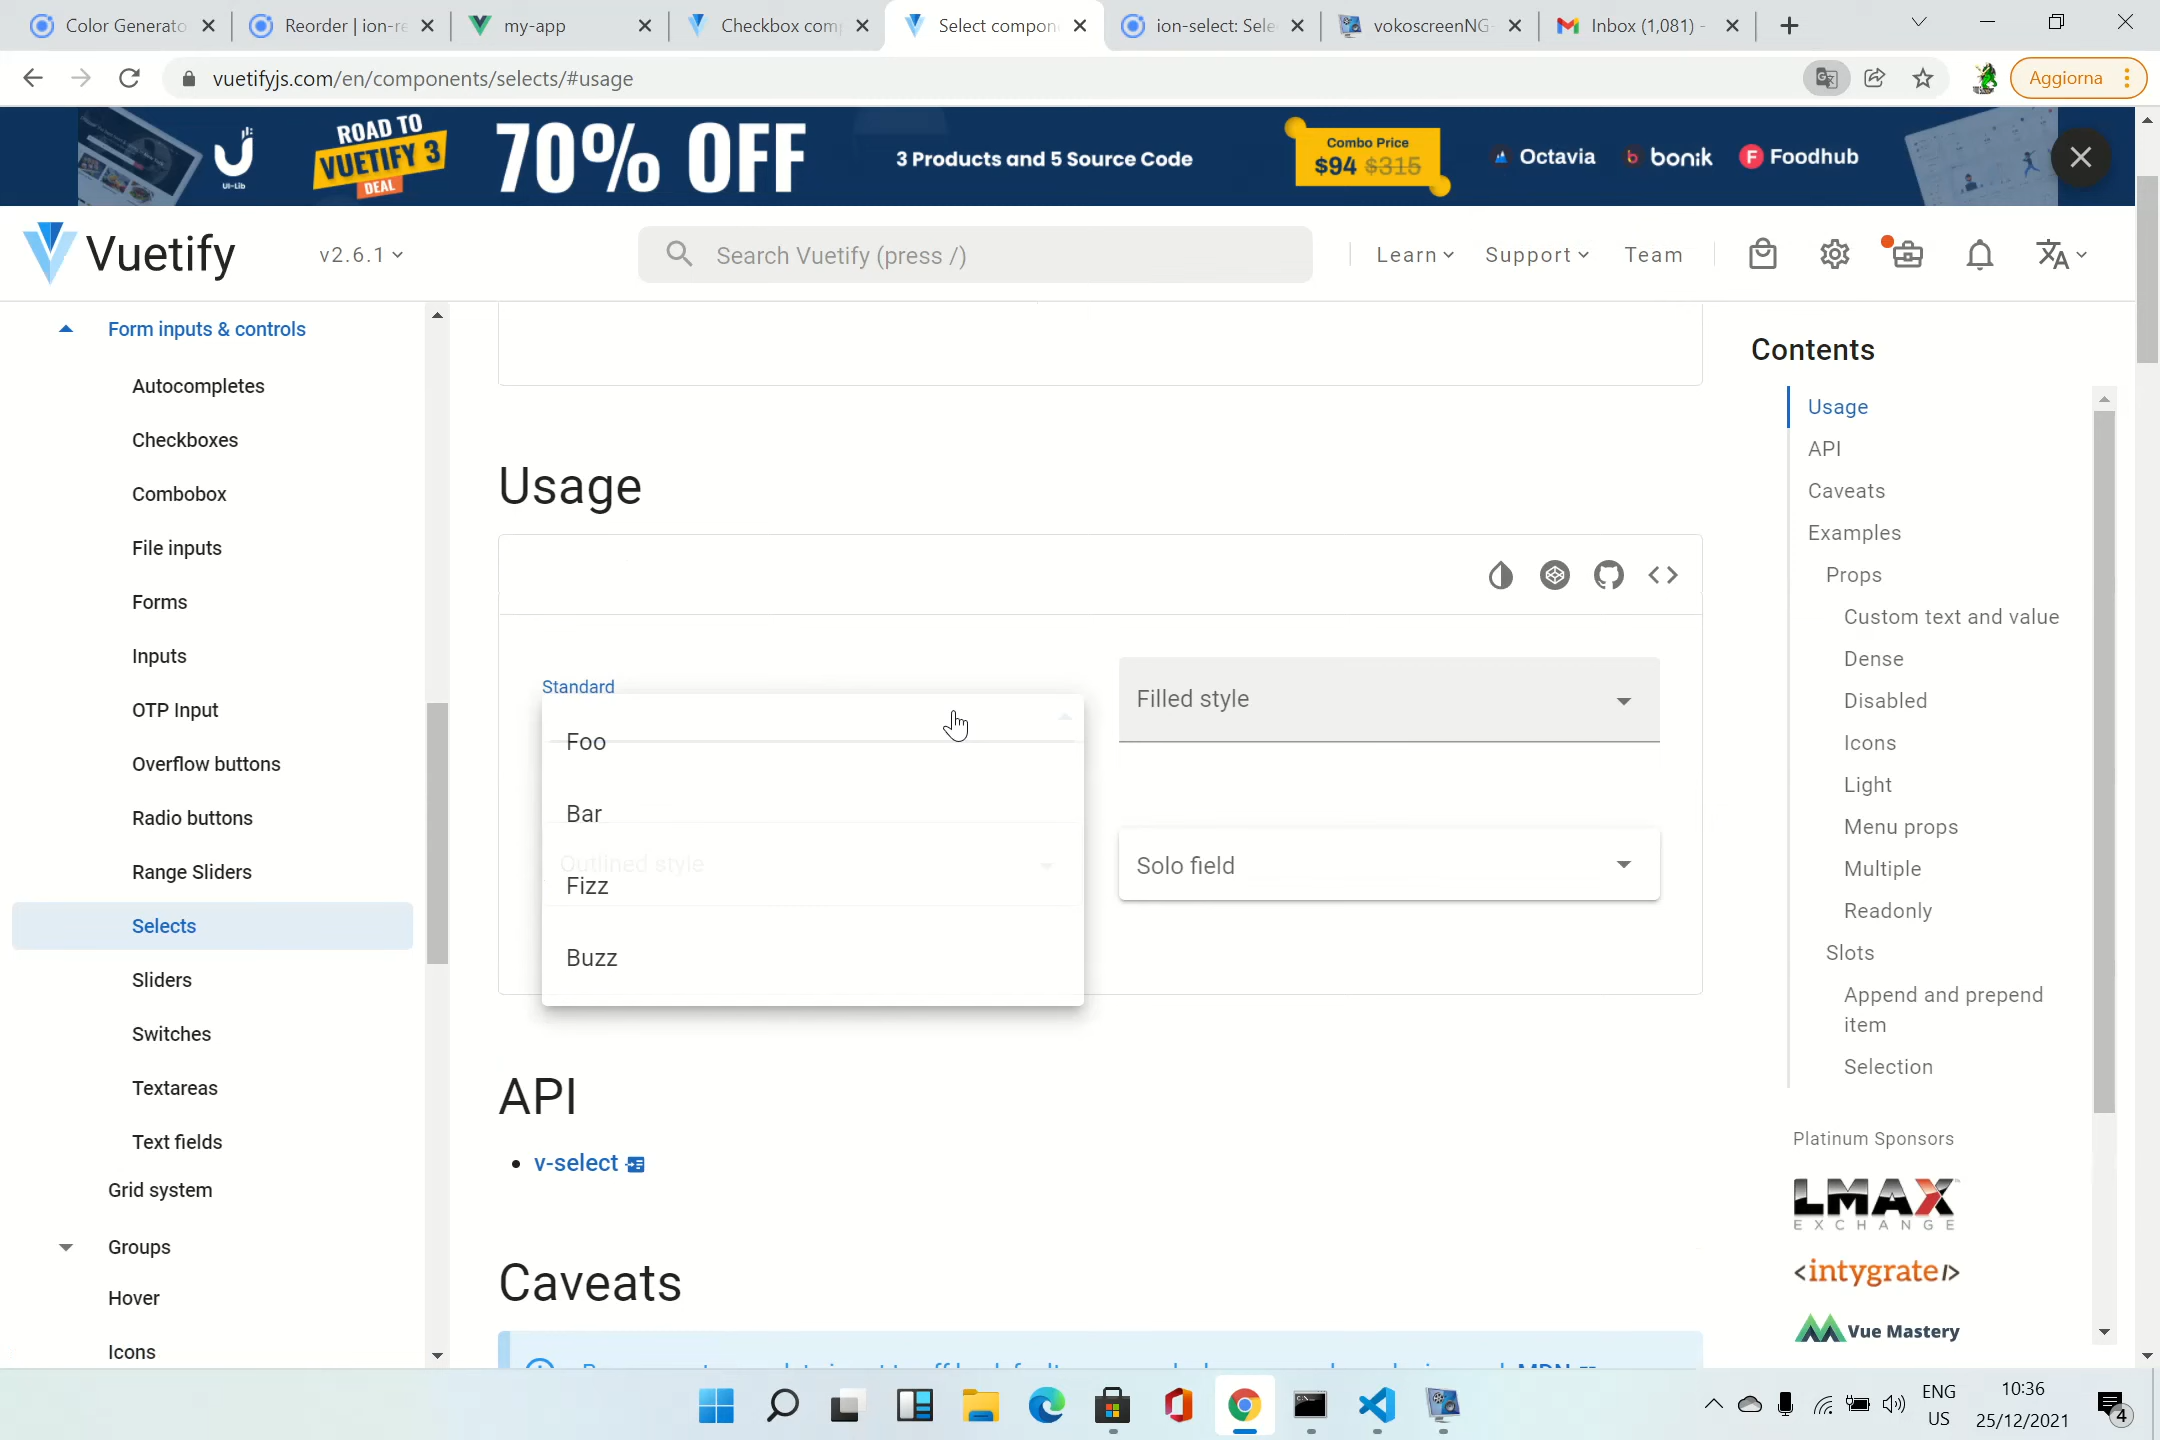 Color Generato
Reorder | ion-re
my-app
Checkbox com
Select compon
ion-select: Sele
vokoscreenNG
Inbox (1,081) -
vuetifyjs.com/en/components/selects/#usage
Aggiorna
UI-Lib
ROAD TO
VUETIFY 3
DEAL
70% OFF
3 Products and 5 Source Code
Combo Price
$94 $315
Octavia
bonik
Foodhub
Vuetify
v2.6.1
Search Vuetify (press /)
Learn
Support
Team
Form inputs & controls
Autocompletes
Checkboxes
Combobox
File inputs
Forms
Inputs
OTP Input
Overflow buttons
Radio buttons
Range Sliders
Selects
Sliders
Switches
Textareas
Text fields
Grid system
Groups
Hover
Icons
Usage
Standard
Foo
Bar
Outlined style
Fizz
Buzz
Filled style
Solo field
API
v-select
Caveats
Contents
Usage
API
Caveats
Examples
Props
Custom text and value
Dense
Disabled
Icons
Light
Menu props
Multiple
Readonly
Slots
Append and prepend
item
Selection
Platinum Sponsors
LMAX
EXCHANGE
<intygrate/>
Vue Mastery
ENG
US
10:36
25/12/2021
4